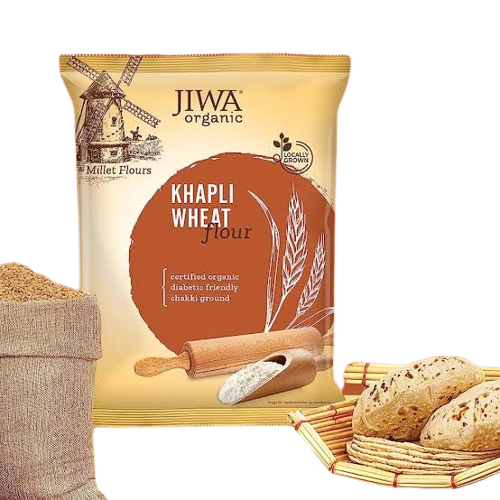 JIWA®
organic
LOCALLY
GROWN
Millet Flours
KHAPLI
WHEAT
flour
certified organic
diabetic friendly
chakki ground